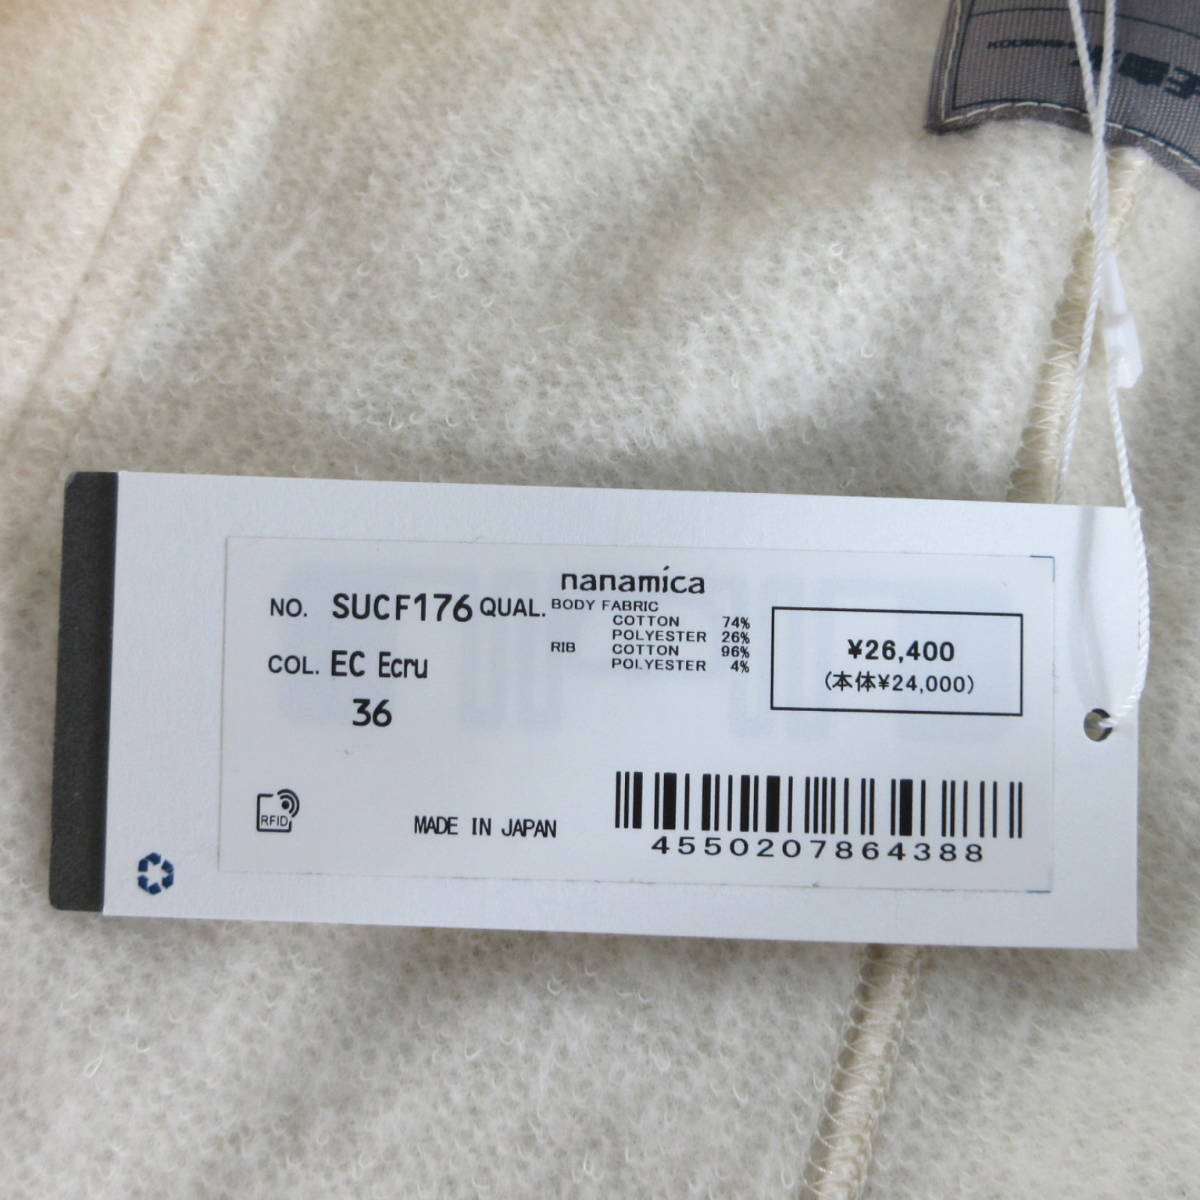 nanamica
NO. SUCF176 QUAL. BODY FABRIC
COTTON 74%
POLYESTER 26%
RIB COTTON 96%
POLYESTER 4%
COL. EC Ecru
36
¥26,400
(本体¥24,000)
RFID
MADE IN JAPAN
4550207864388